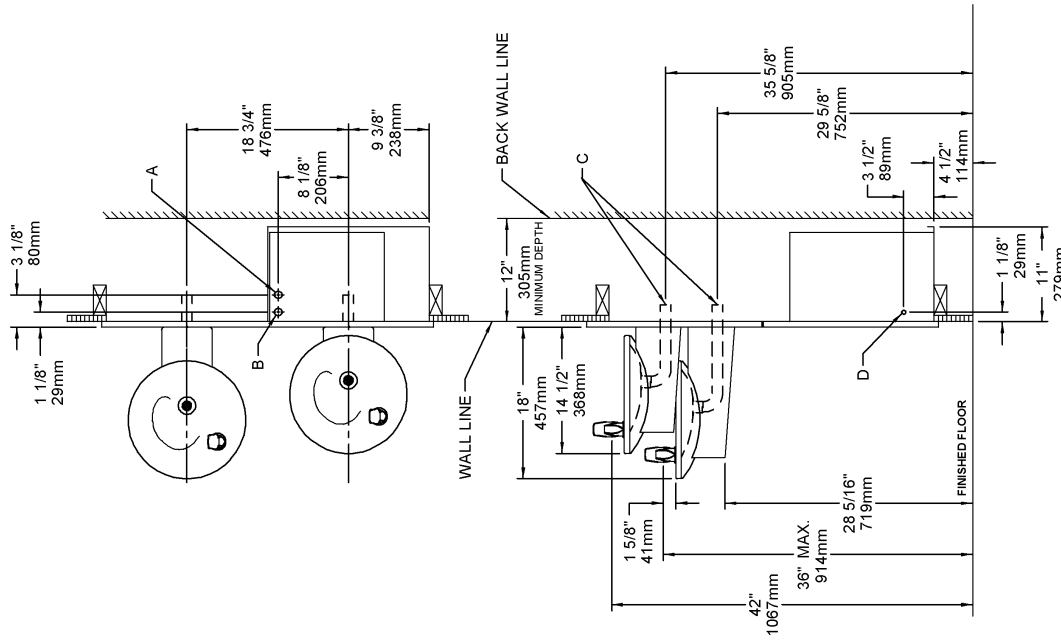 3 1/8"
80mm
1 1/8"
29mm
A
B
18 3/4"
476mm
8 1/8"
206mm
9 3/8"
238mm
BACK WALL LINE
12"
305mm
MINIMUM DEPTH
WALL LINE
18"
457mm
14 1/2"
368mm
C
35 5/8"
905mm
29 5/8"
752mm
3 1/2"
89mm
4 1/2"
114mm
1 1/8"
29mm
11"
279mm
D
FINISHED FLOOR
1 5/8"
41mm
28 5/16"
719mm
36" MAX.
914mm
42"
1067mm